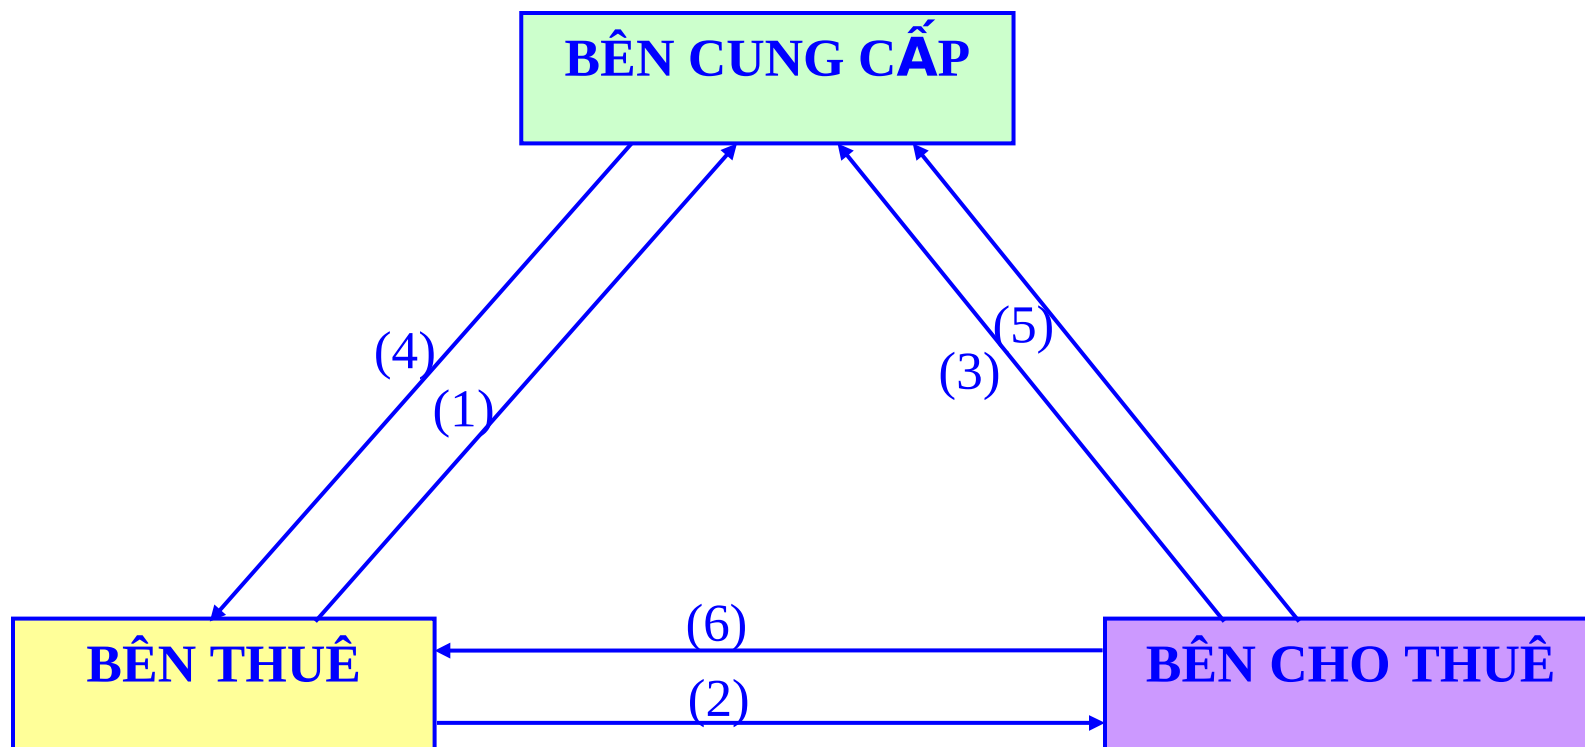 BÊN CUNG CẤP
(5)
(4)
(3)
(1)
(6)
BÊN THUÊ
BÊN CHO THUÊ
(2)